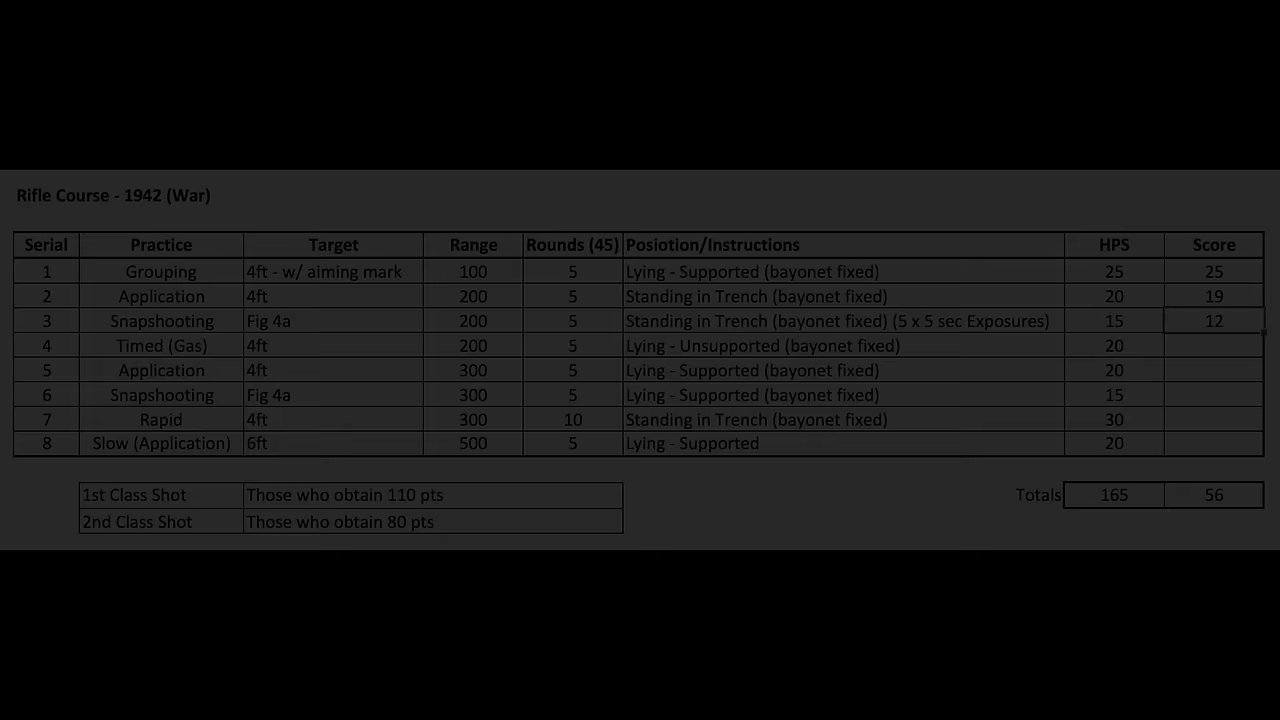 Rifle Course - 1942 (War)
Serial Practice Target Range Rounds (45) Posiotion/Instructions HPS Score
1 Grouping 4ft - w/ aiming mark 100 5 Lying - Supported (bayonet fixed) 25 25
2 Application 4ft 200 5 Standing in Trench (bayonet fixed) 20 19
3 Snapshooting Fig 4a 200 5 Standing in Trench (bayonet fixed) (5 x 5 sec Exposures) 15 12
4 Timed (Gas) 4ft 200 5 Lying - Unsupported (bayonet fixed) 20
5 Application 4ft 300 5 Lying - Supported (bayonet fixed) 20
6 Snapshooting Fig 4a 300 5 Lying - Supported (bayonet fixed) 15
7 Rapid 4ft 300 10 Standing in Trench (bayonet fixed) 30
8 Slow (Application) 6ft 500 5 Lying - Supported 20
1st Class Shot Those who obtain 110 pts Totals 165 56
2nd Class Shot Those who obtain 80 pts